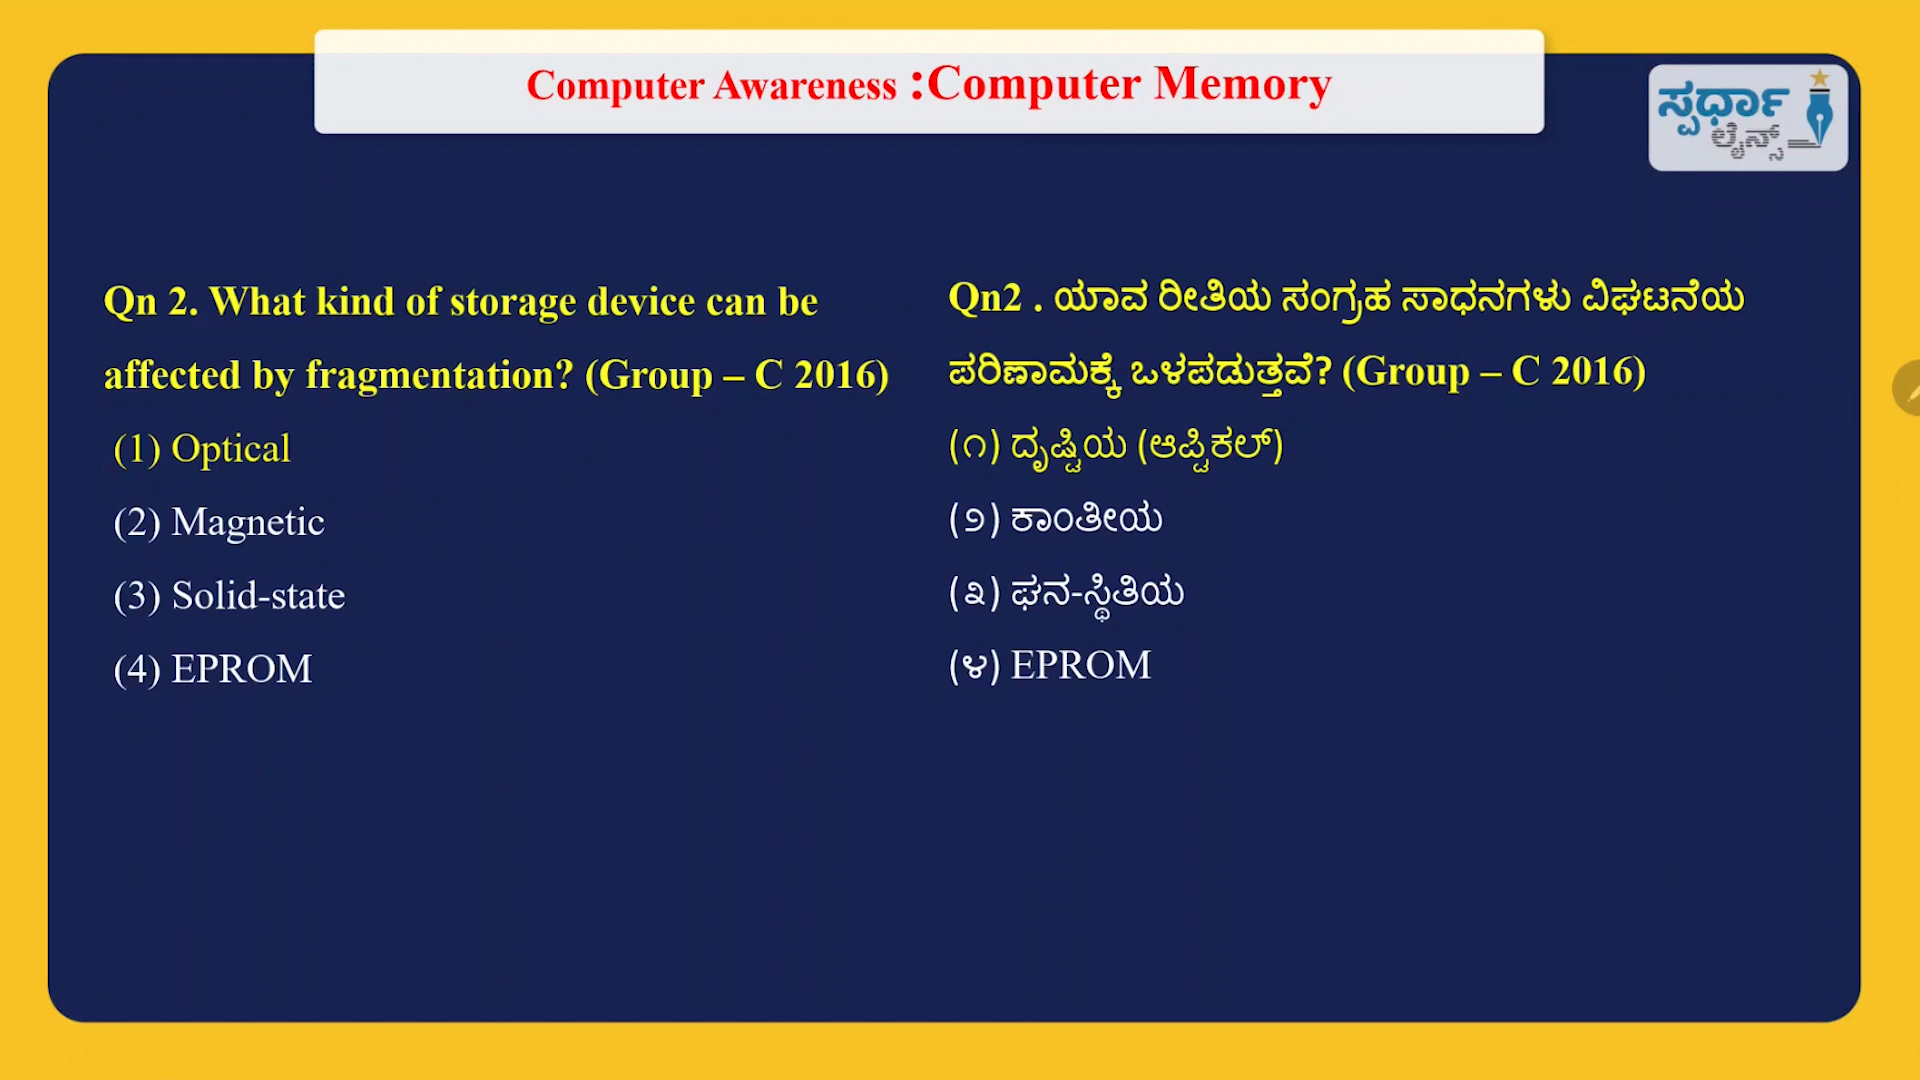 Computer Awareness :Computer Memory
ಸ್ಪರ್ಧಾ
ಲೈನ್ಸ್
Qn 2. What kind of storage device can be
affected by fragmentation? (Group – C 2016)
(1) Optical
(2) Magnetic
(3) Solid-state
(4) EPROM
Qn2 . ಯಾವ ರೀತಿಯ ಸಂಗ್ರಹ ಸಾಧನಗಳು ವಿಘಟನೆಯ
ಪರಿಣಾಮಕ್ಕೆ ಒಳಪಡುತ್ತವೆ? (Group – C 2016)
(೧) ದೃಷ್ಟಿಯ (ಆಪ್ಟಿಕಲ್)
(೨) ಕಾಂತೀಯ
(೩) ಘನ-ಸ್ಥಿತಿಯ
(೪) EPROM